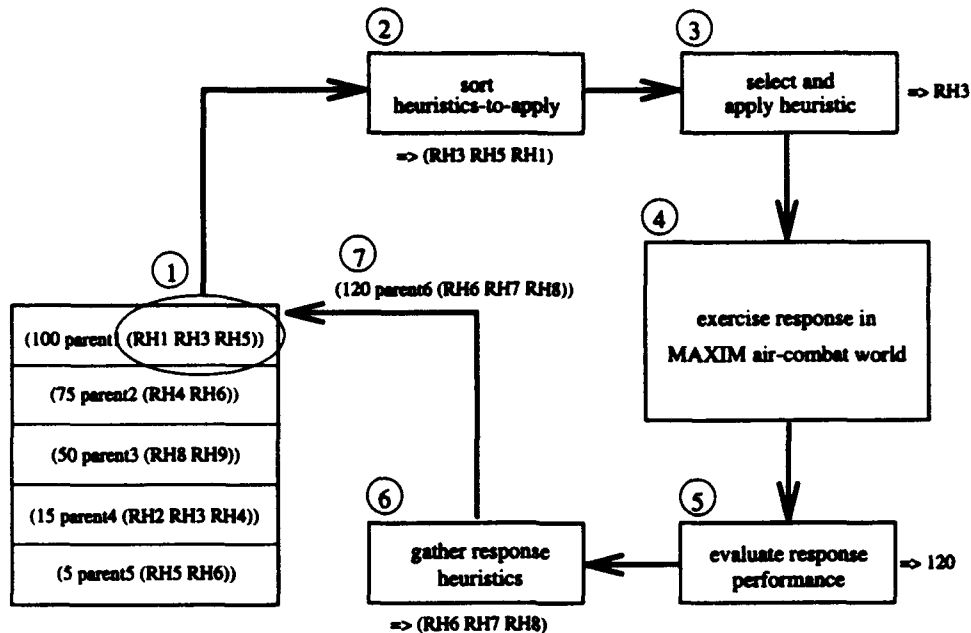 2
sort
heuristics-to-apply
=> (RH3 RH5 RH1)
3
select and
apply heuristic
=> RH3
4
exercise response in
MAXIM air-combat world
5
evaluate response
performance
=> 120
6
gather response
heuristics
=> (RH6 RH7 RH8)
7
(120 parent6 (RH6 RH7 RH8))
1
(100 parent1 (RH1 RH3 RH5))
(75 parent2 (RH4 RH6))
(50 parent3 (RH8 RH9))
(15 parent4 (RH2 RH3 RH4))
(5 parent5 (RH5 RH6))